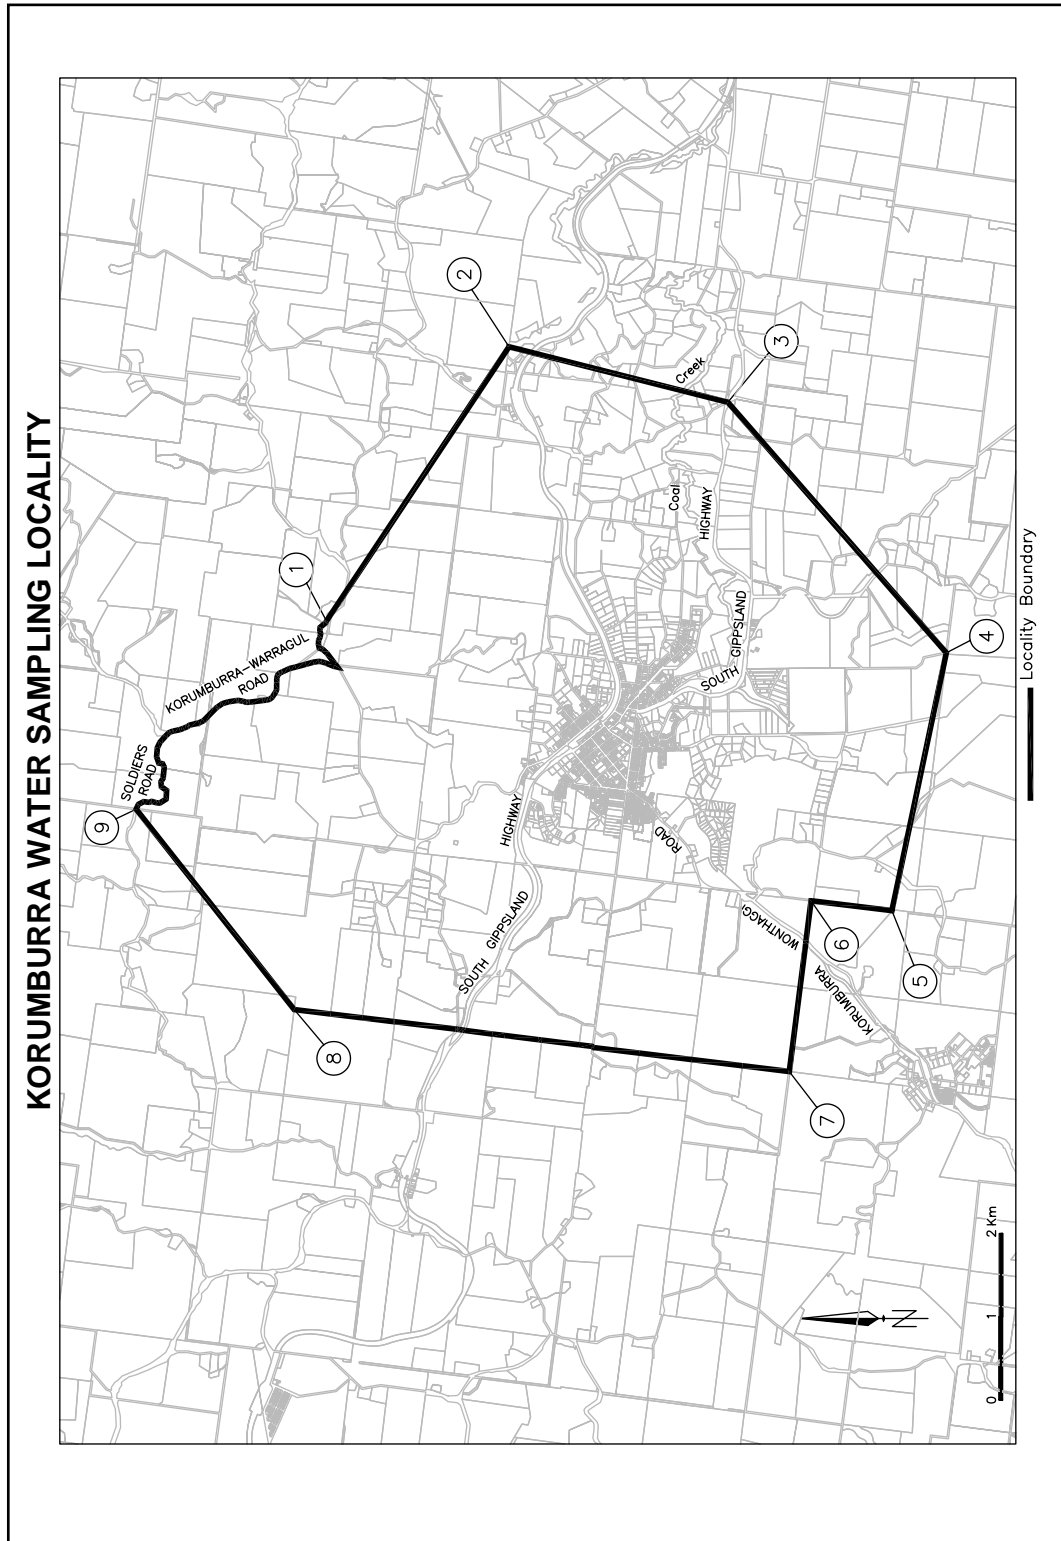 KORUMBURRA WATER SAMPLING LOCALITY
9
SOLDIERS
ROAD
KORUMBURRA-WARRAGUL
ROAD
1
2
8
SOUTH GIPPSLAND HIGHWAY
Coal Creek
HIGHWAY
3
SOUTH GIPPSLAND
ROAD
WONTHAGGI
KORUMBURRA
7
6
5
4
N
0 1 2 Km
Locality Boundary